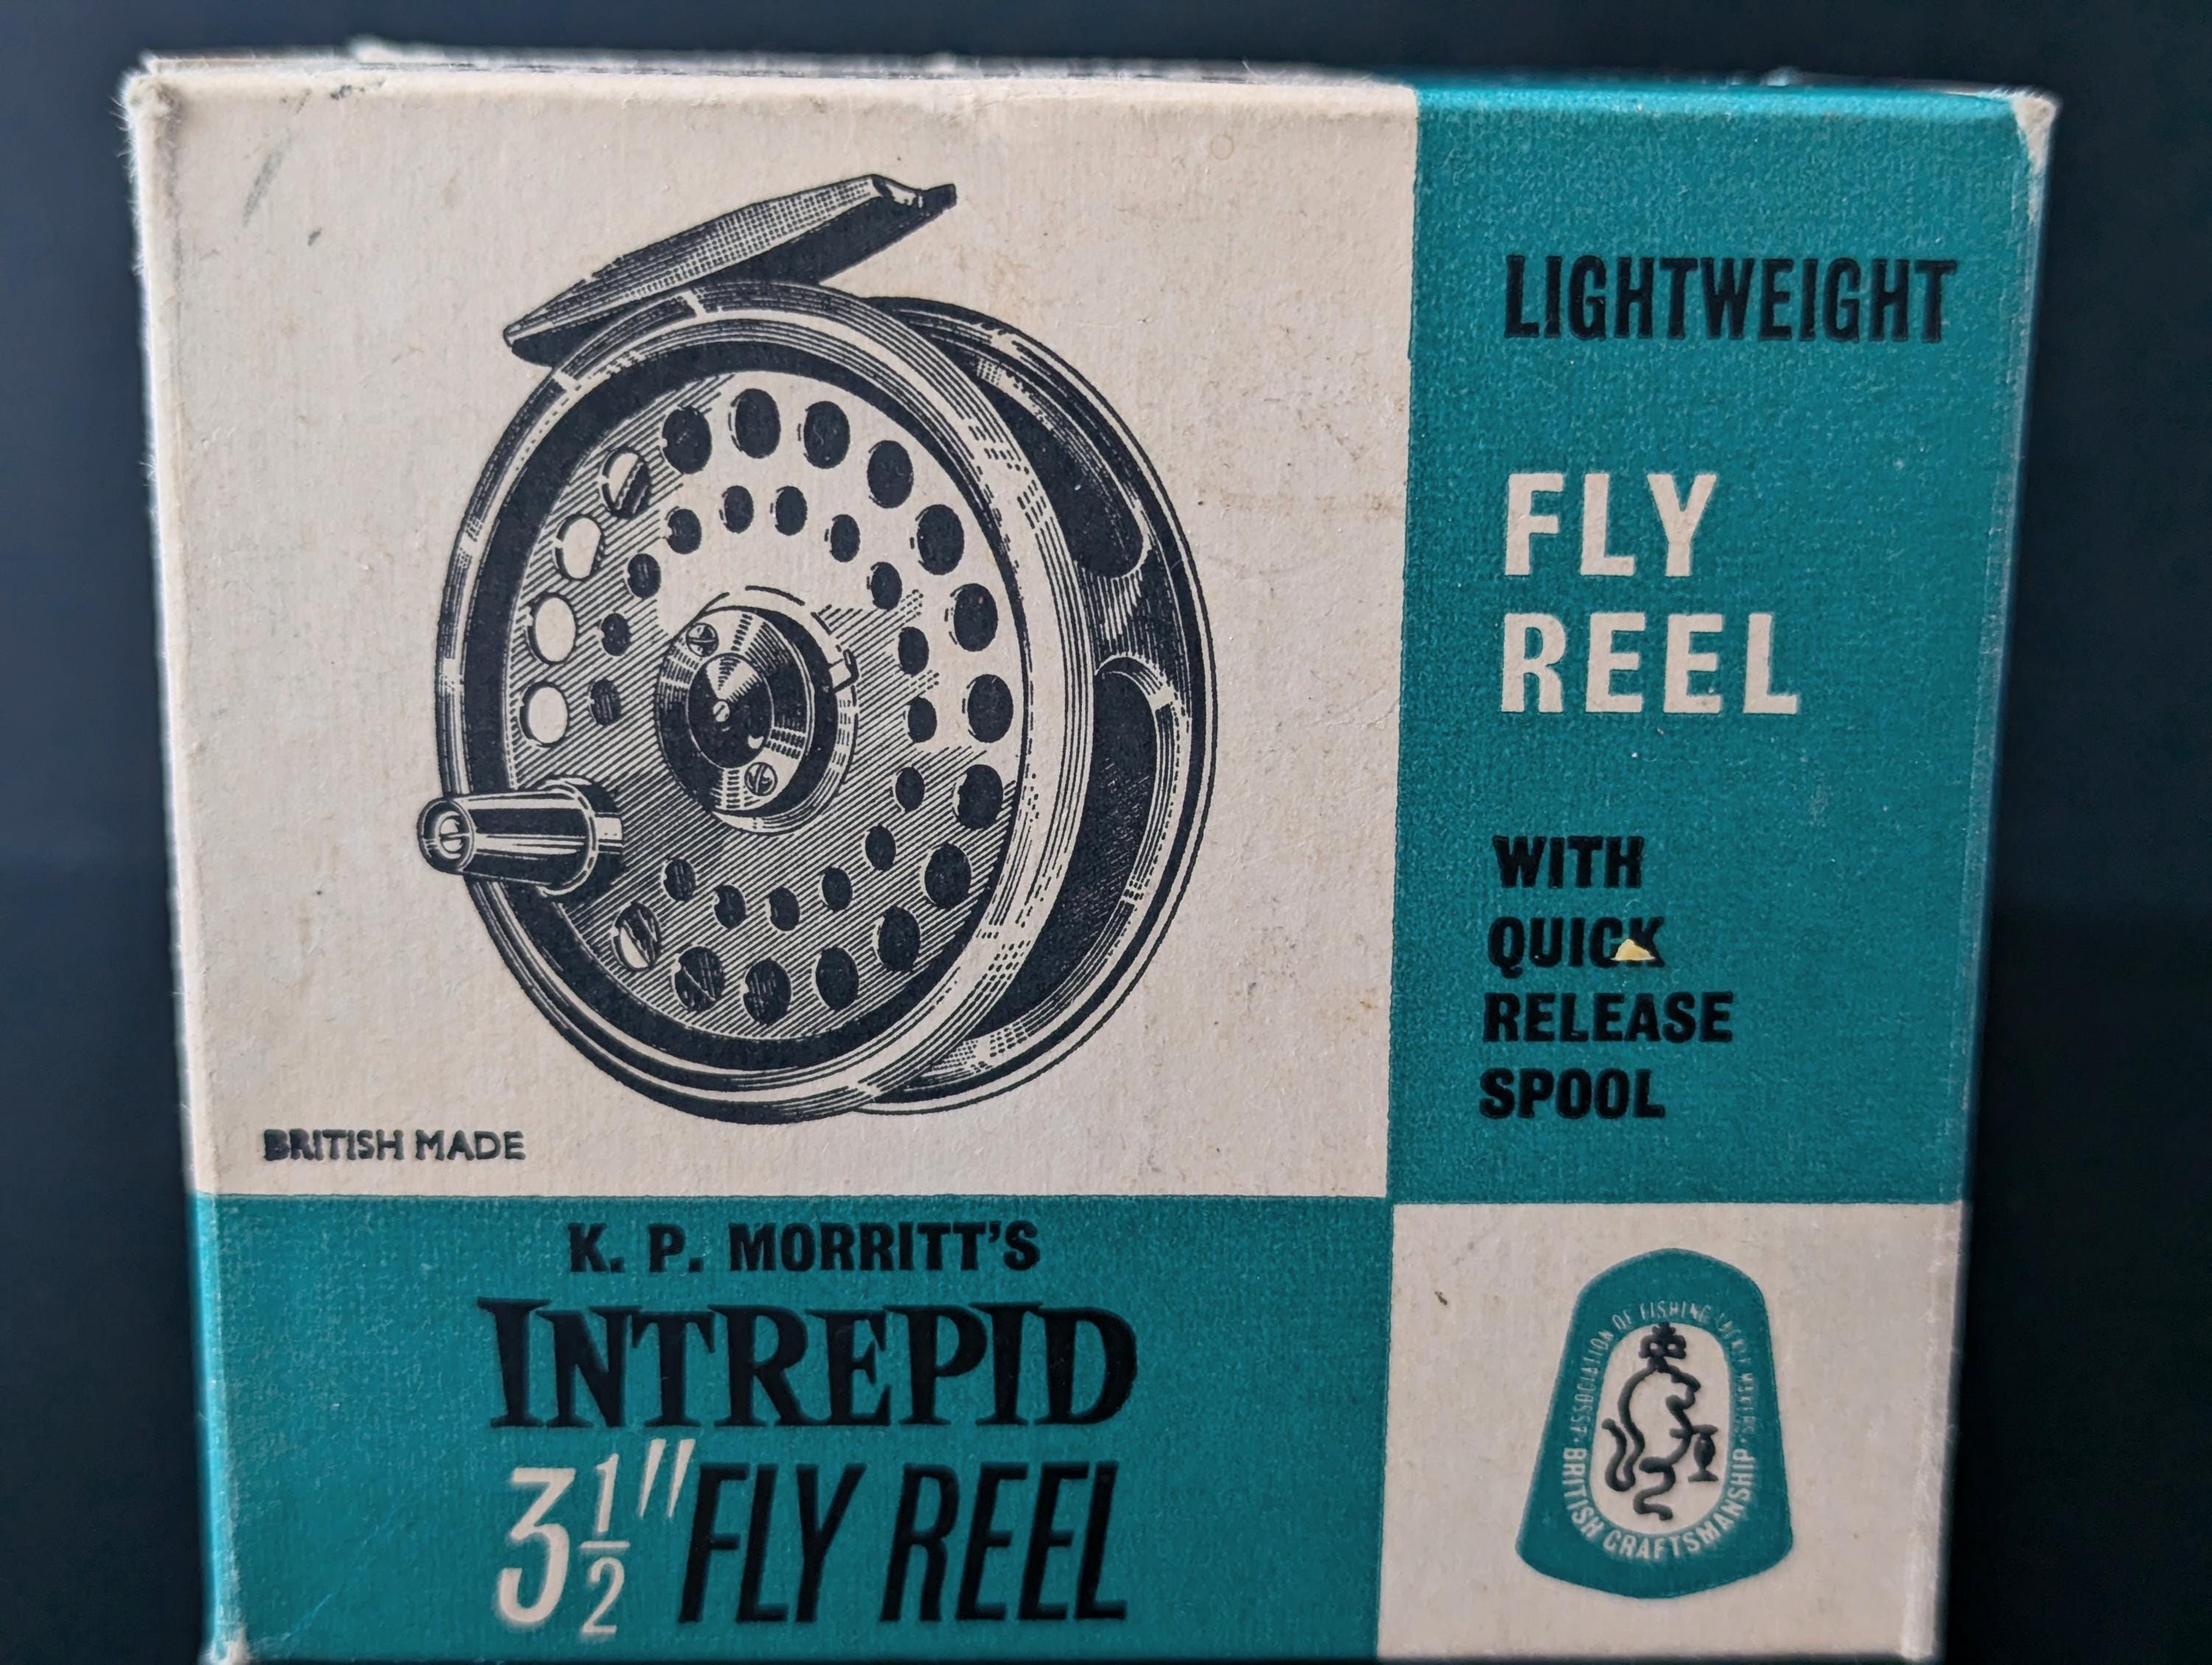 LIGHTWEIGHT
FLY
REEL
WITH
QUICK
RELEASE
SPOOL
BRITISH MADE
K. P. MORRITT'S
INTREPID
3½" FLY REEL
ASSOCIATION OF FISHING TACKLE MAKERS
BRITISH CRAFTSMANSHIP